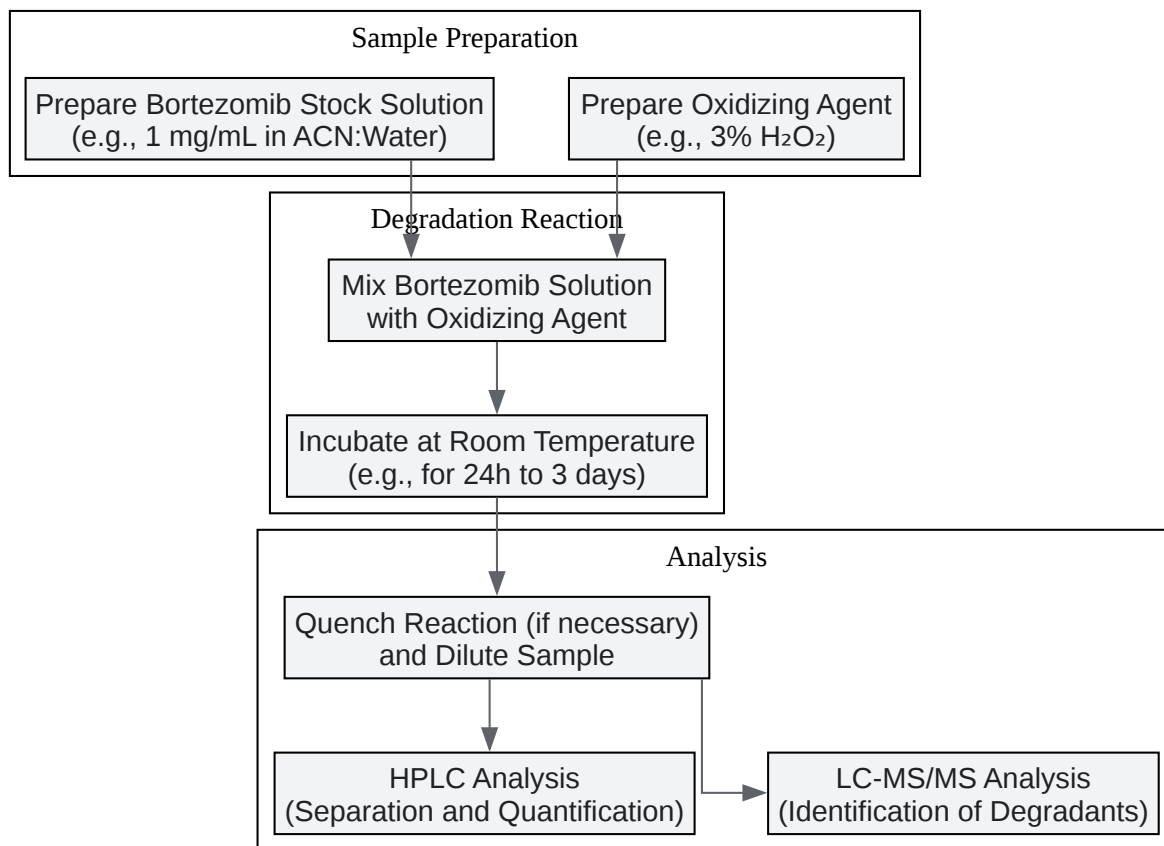 Sample Preparation
Prepare Bortezomib Stock Solution
(e.g., 1 mg/mL in ACN:Water)
Prepare Oxidizing Agent
(e.g., 3% H₂O₂)
Degradation Reaction
Mix Bortezomib Solution
with Oxidizing Agent
Incubate at Room Temperature
(e.g., for 24h to 3 days)
Analysis
Quench Reaction (if necessary)
and Dilute Sample
HPLC Analysis
(Separation and Quantification)
LC-MS/MS Analysis
(Identification of Degradants)